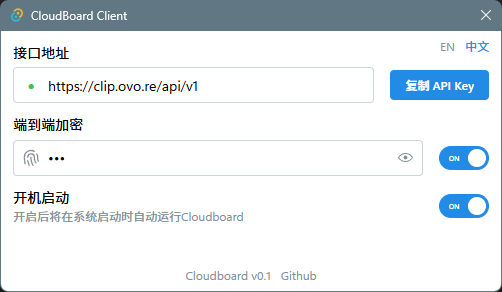 CloudBoard Client
EN 中文
接口地址
https://clip.ovo.re/api/v1
复制 API Key
端到端加密
•••
ON
开机启动
开启后将在系统启动时自动运行Cloudboard
ON
Cloudboard v0.1 Github